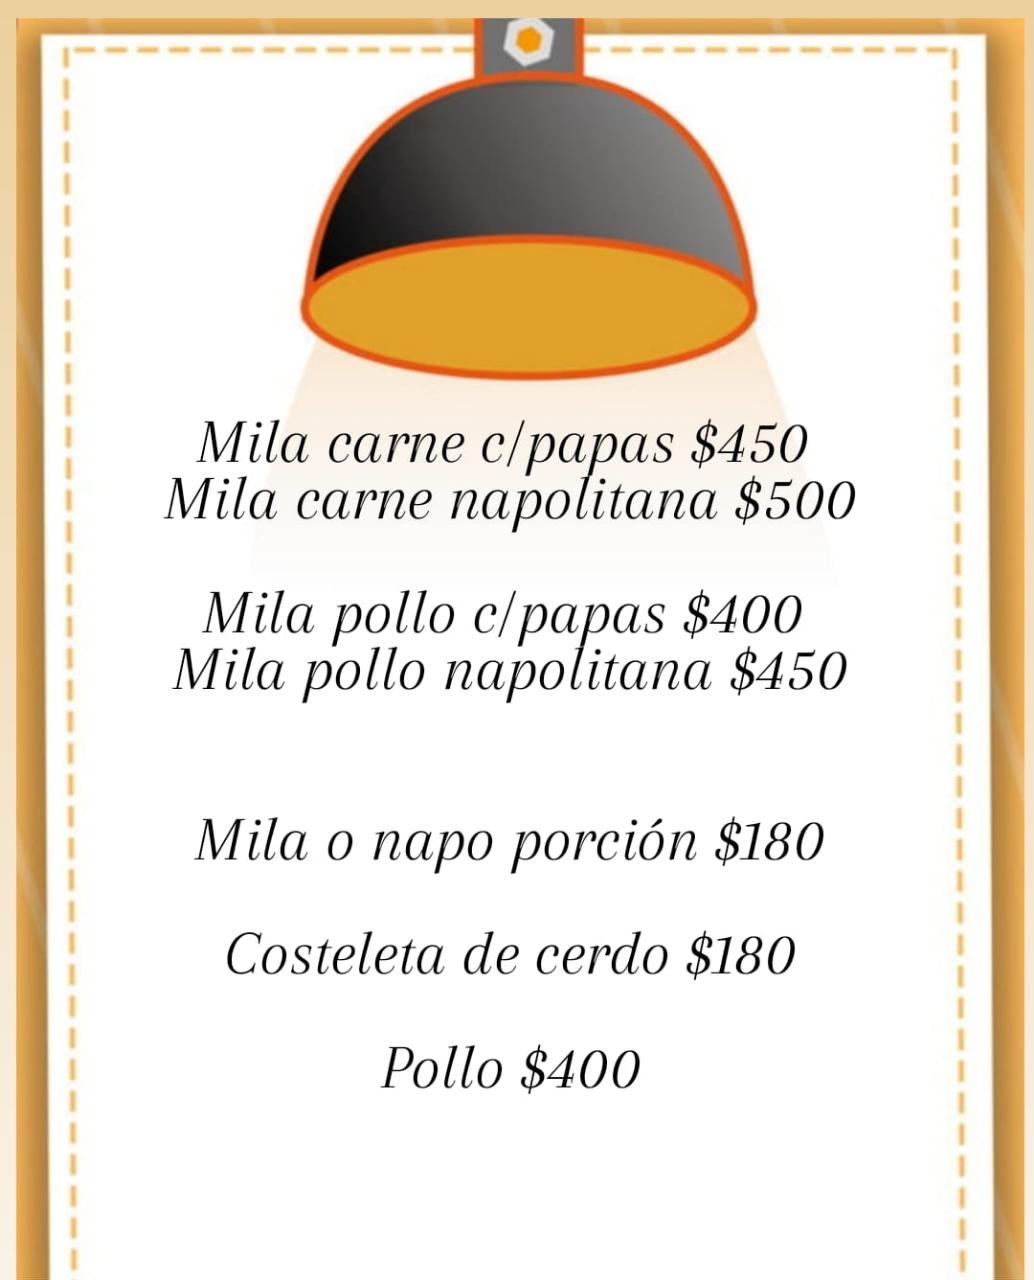 Mila carne c/papas $450
Mila carne napolitana $500
Mila pollo c/papas $400
Mila pollo napolitana $450
Mila o napo porción $180
Costeleta de cerdo $180
Pollo $400